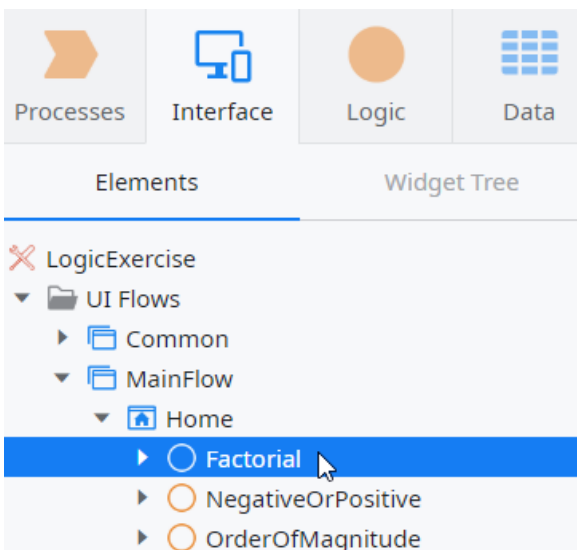 Processes Interface Logic Data
Elements Widget Tree
LogicExercise
UI Flows
Common
MainFlow
Home
Factorial
NegativeOrPositive
OrderOfMagnitude